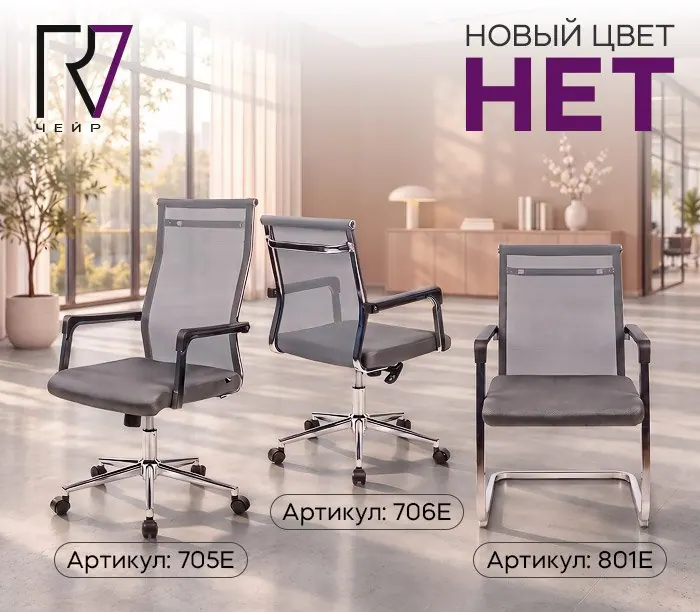 ЧЕЙР
НОВЫЙ ЦВЕТ
НЕТ
Артикул: 706E
Артикул: 705E
Артикул: 801E